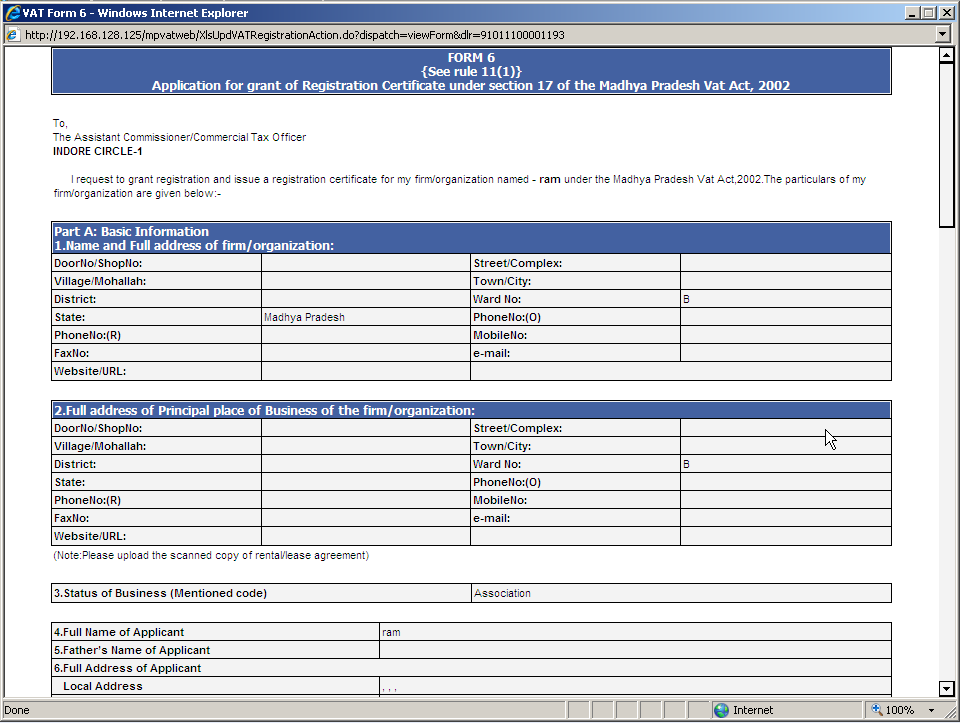 VAT Form 6 - Windows Internet Explorer
http://192.168.128.125/mpvatweb/XlsUpdVATRegistrationAction.do?dispatch=viewForm&dlr=91011100001193
FORM 6
{See rule 11(1)}
Application for grant of Registration Certificate under section 17 of the Madhya Pradesh Vat Act, 2002
To,
The Assistant Commissioner/Commercial Tax Officer
INDORE CIRCLE-1
I request to grant registration and issue a registration certificate for my firm/organization named - ram under the Madhya Pradesh Vat Act,2002.The particulars of my
firm/organization are given below:-
Part A: Basic Information
1.Name and Full address of firm/organization:
DoorNo/ShopNo: Street/Complex:
Village/Mohallah: Town/City:
District: Ward No: B
State: Madhya Pradesh PhoneNo:(O)
PhoneNo:(R) MobileNo:
FaxNo: e-mail:
Website/URL:
2.Full address of Principal place of Business of the firm/organization:
DoorNo/ShopNo: Street/Complex:
Village/Mohallah: Town/City:
District: Ward No: B
State: PhoneNo:(O)
PhoneNo:(R) MobileNo:
FaxNo: e-mail:
Website/URL:
(Note:Please upload the scanned copy of rental/lease agreement)
3.Status of Business (Mentioned code) Association
4.Full Name of Applicant ram
5.Father's Name of Applicant
6.Full Address of Applicant
Local Address , , ,
Done Internet 100%